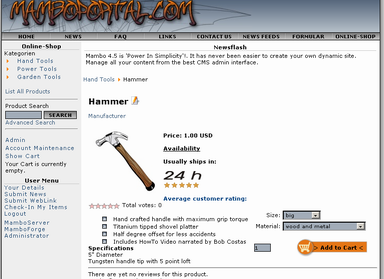 MAMBOPORTAL.COM
HOME NEWS FAQ LINKS CONTACT US NEWS FEEDS FORMULAR ONLINE-SHOP
Online-Shop
Kategorien
Hand Tools
Power Tools
Garden Tools
List All Products
Product Search
SEARCH
Advanced Search
Admin
Account Maintenance
Show Cart
Your Cart is currently
empty.
User Menu
Your Details
Submit News
Submit WebLink
Check-In My Items
Logout
MamboServer
MamboForge
Administrator
Newsflash
Mambo 4.5 is 'Power In Simplicity'!. It has never been easier to create your own dynamic site.
Manage all your content from the best CMS admin interface.
Hand Tools Hammer
Hammer
Manufacturer
Price: 1.00 USD
Availability
Usually ships in:
24 h
Average customer rating:
Total votes: 0
Hand crafted handle with maximum grip torque
Titanium tipped shovel platter
Half degree offset for less accidents
Includes HowTo Video narrated by Bob Costas
Size: big
Material: wood and metal
1 > Add to Cart <
Specifications
5" Diameter
Tungsten handle tip with 5 point loft
There are yet no reviews for this product.